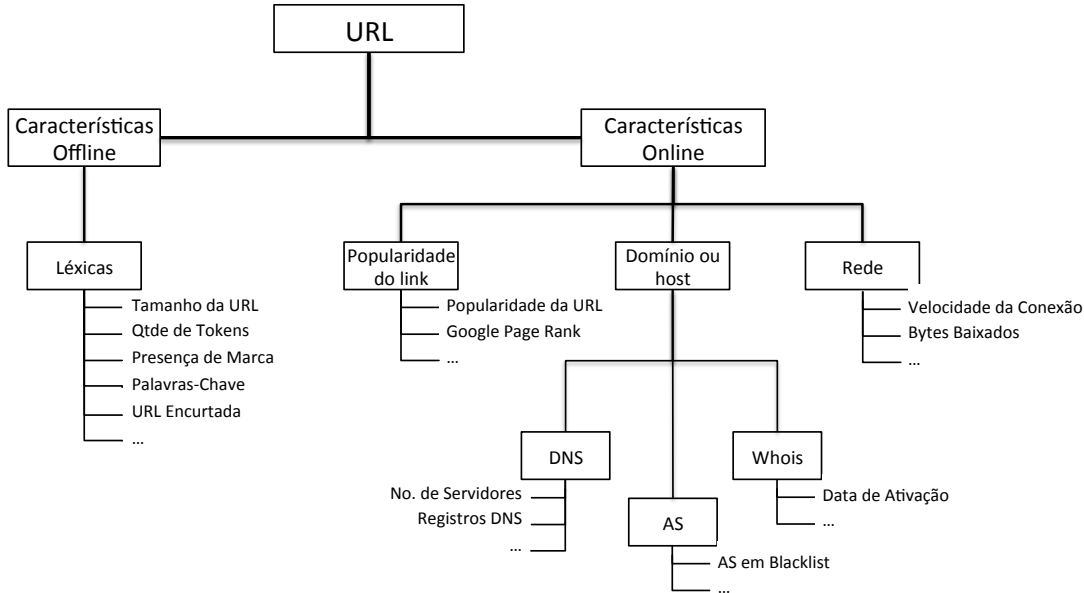 URL
Características
Offline
Características
Online
Léxicas
Tamanho da URL
Qtde de Tokens
Presença de Marca
Palavras-Chave
URL Encurtada
...
Popularidade
do link
Popularidade da URL
Google Page Rank
...
Domínio ou
host
Rede
Velocidade da Conexão
Bytes Baixados
...
DNS
No. de Servidores
Registros DNS
...
AS
AS em Blacklist
...
Whois
Data de Ativação
...